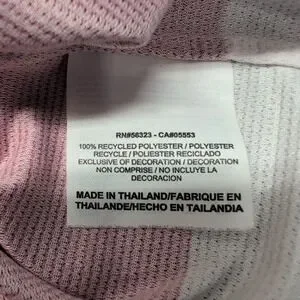 RN#56323 - CA#05553
100% RECYCLED POLYESTER / POLYESTER
RECYCLE / POLIESTER RECICLADO
EXCLUSIVE OF DECORATION / DECORATION
NON COMPRISE / NO INCLUYE LA
DECORACION
MADE IN THAILAND/FABRIQUE EN
THAILANDE/HECHO EN TAILANDIA